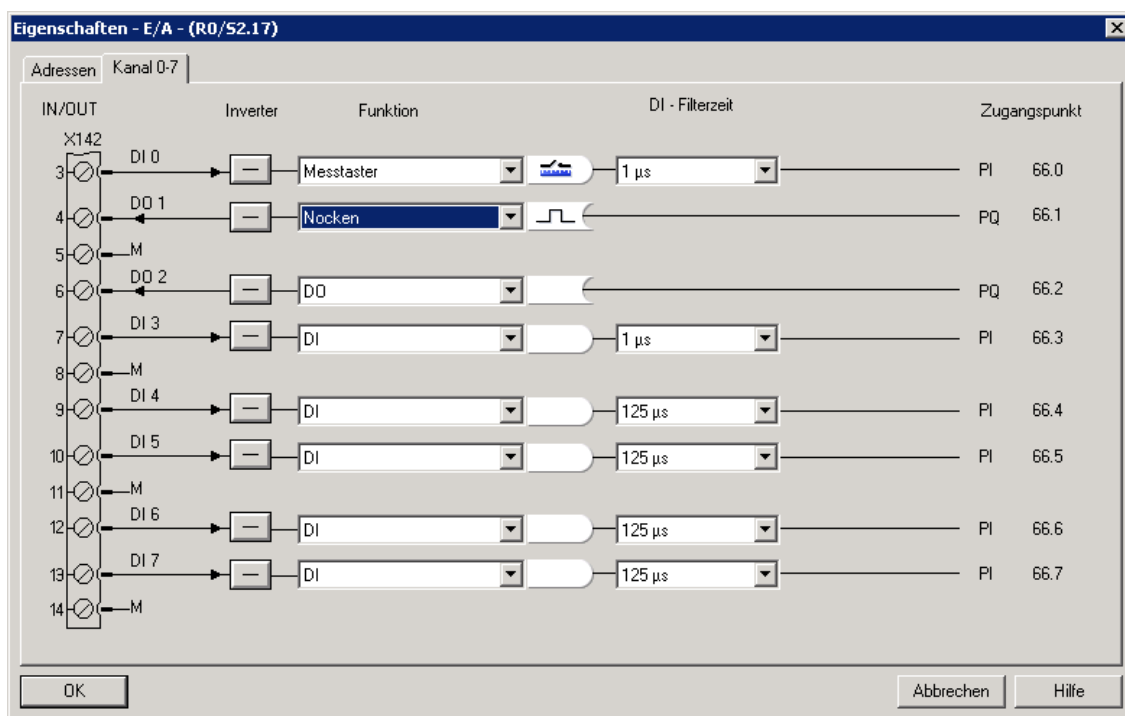 Eigenschaften - E/A - (R0/S2.17)
Adressen Kanal 0-7
IN/OUT Inverter Funktion DI - Filterzeit Zugangspunkt
X142
3 DI 0 Messtaster 1 µs PI 66.0
4 DO 1 Nocken PQ 66.1
5 M
6 DO 2 DO PQ 66.2
7 DI 3 DI 1 µs PI 66.3
8 M
9 DI 4 DI 125 µs PI 66.4
10 DI 5 DI 125 µs PI 66.5
11 M
12 DI 6 DI 125 µs PI 66.6
13 DI 7 DI 125 µs PI 66.7
14 M
OK Abbrechen Hilfe